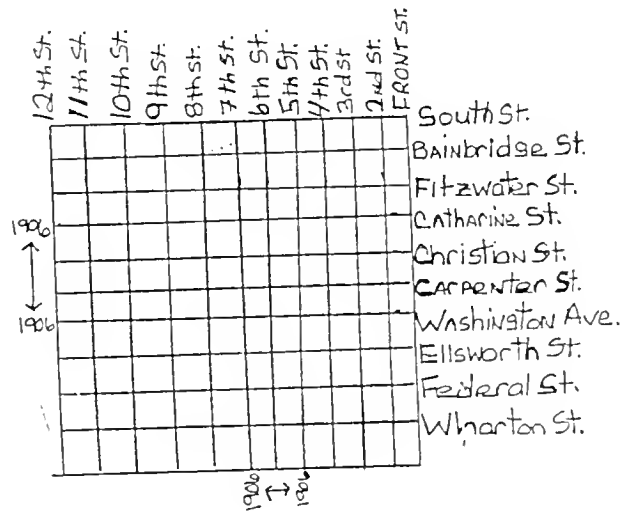 12th St.
11th St.
10th St.
9th St.
8th St.
7th St.
6th St.
5th St.
4th St.
3rd St
2nd St.
FRONT ST.
South St.
BAinbridge St.
Fitzwater St.
CAthArine St.
Christian St.
CARPENter St.
WAshington Ave.
Ellsworth St.
Federal St.
Wharton St.
1906
1906
1906
1906